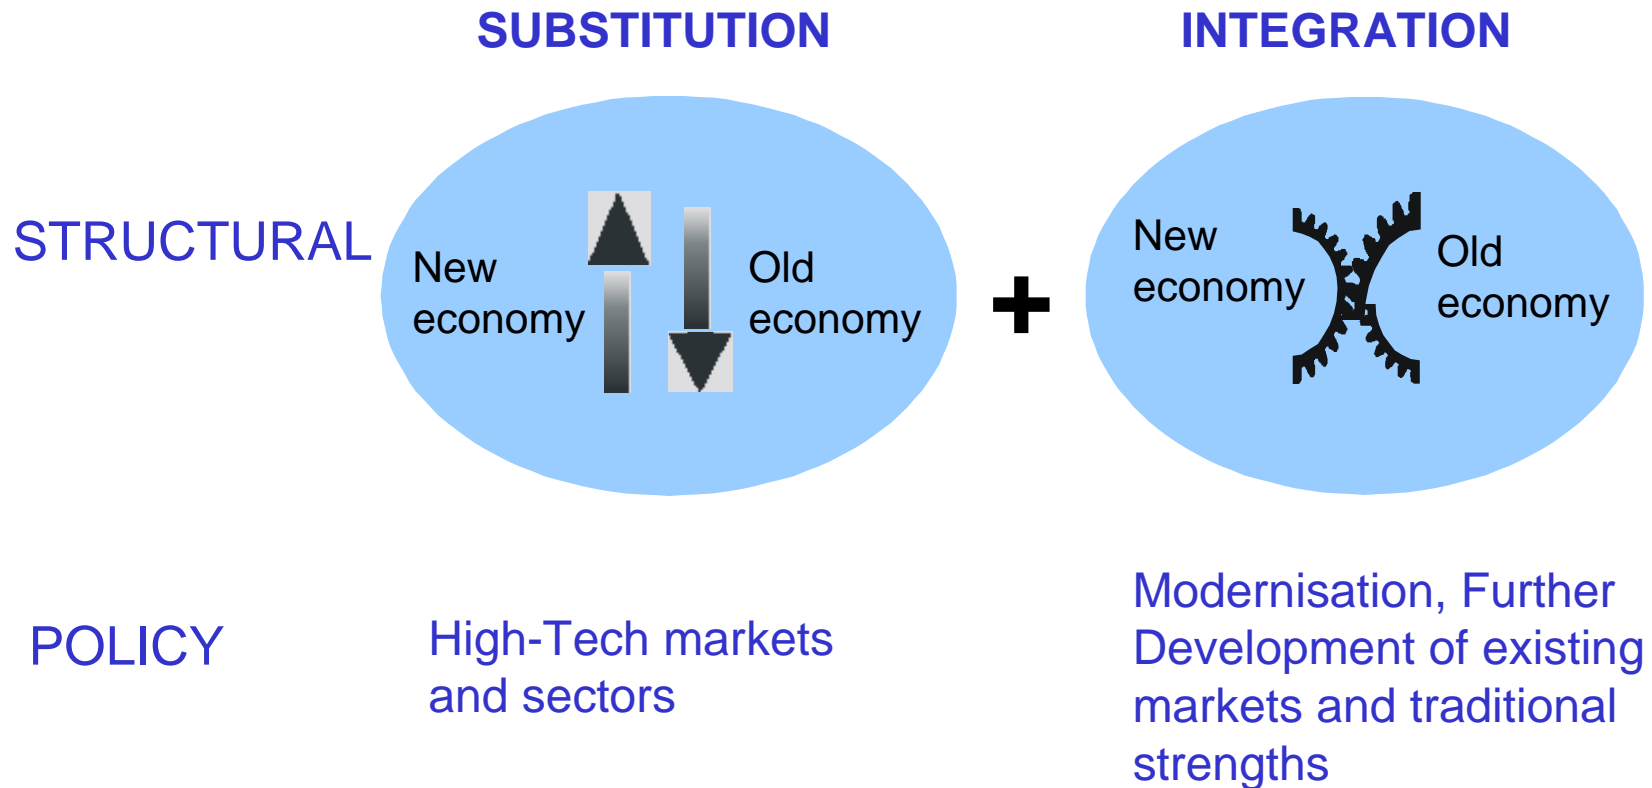 SUBSTITUTION
INTEGRATION
STRUCTURAL
New
economy
Old
economy
+
New
economy
Old
economy
POLICY
High-Tech markets
and sectors
Modernisation, Further
Development of existing
markets and traditional
strengths